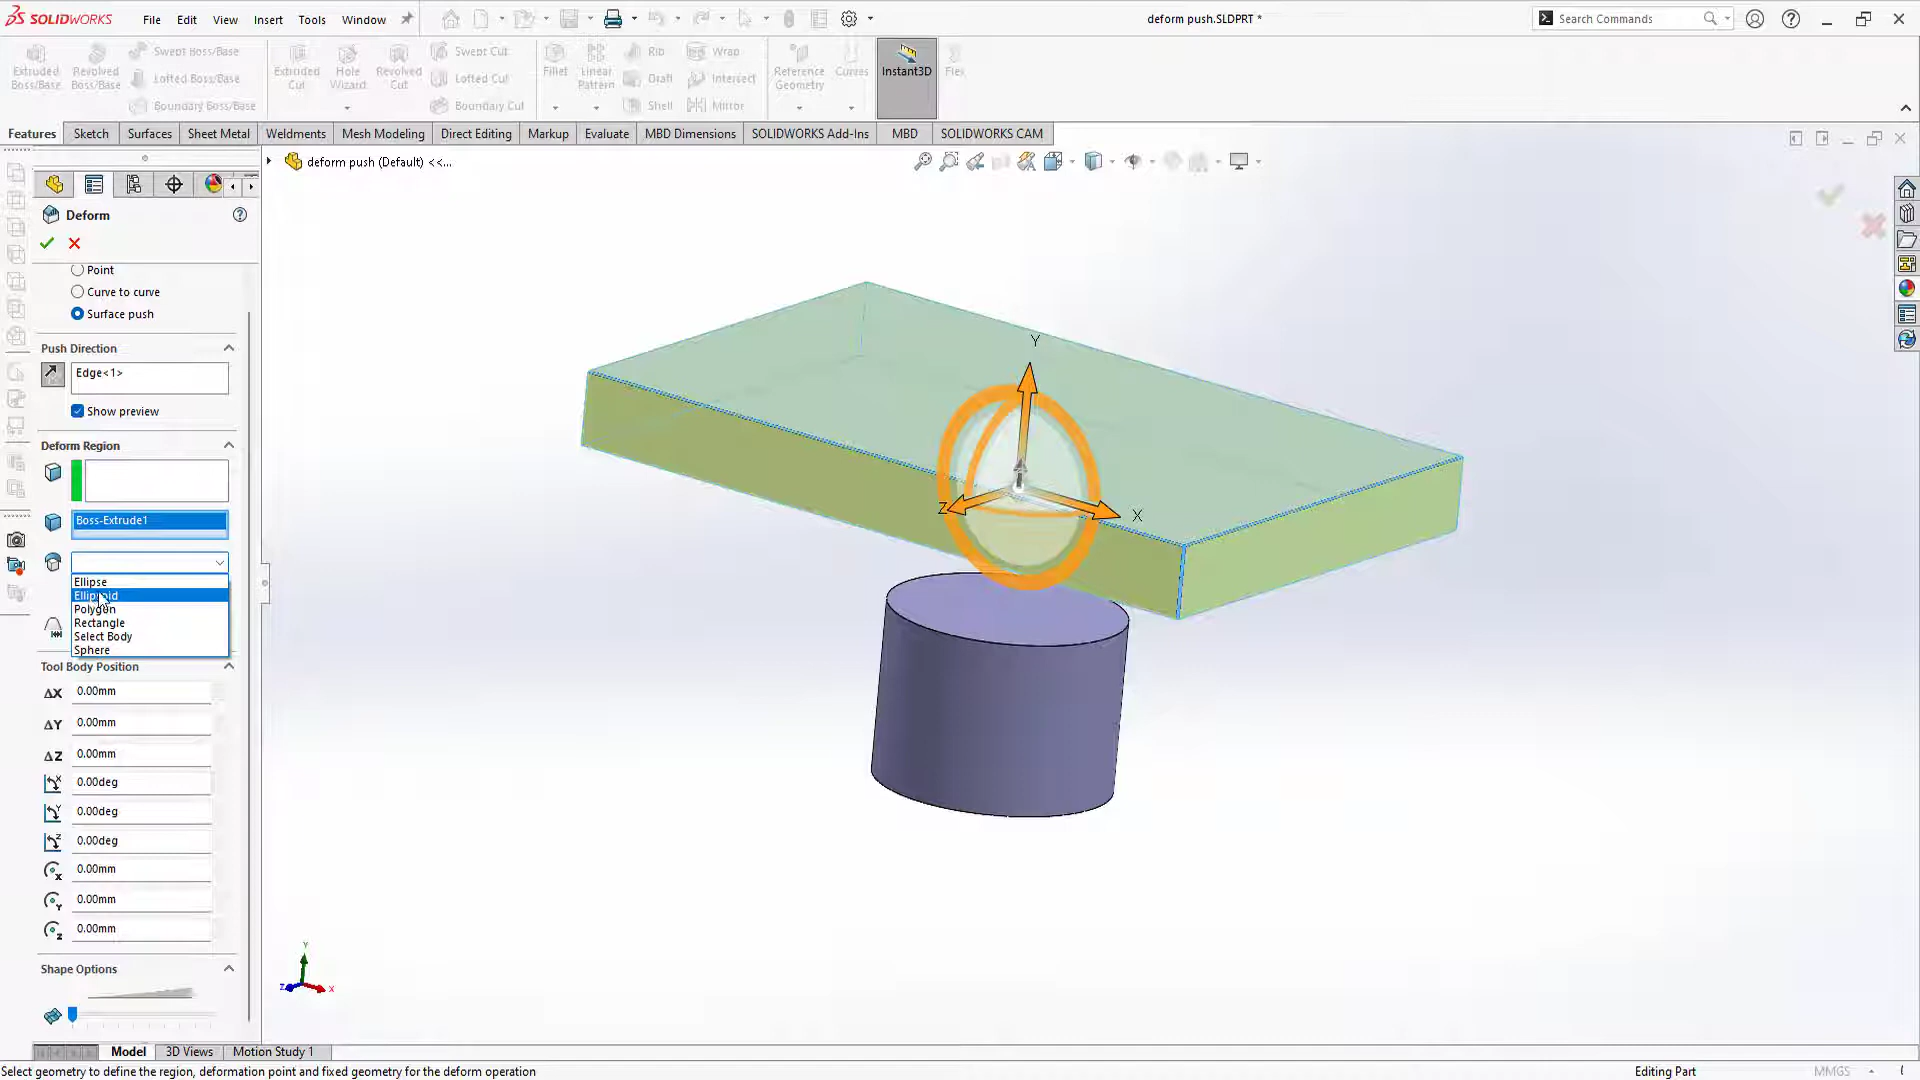 SOLIDWORKS
File Edit View Insert Tools Window
deform push.SLDPRT *
Search Commands
Extruded Boss/Base
Revolved Boss/Base
Swept Boss/Base
Lofted Boss/Base
Boundary Boss/Base
Extruded Cut
Hole Wizard
Revolved Cut
Swept Cut
Lofted Cut
Boundary Cut
Fillet
Linear Pattern
Rib
Draft
Shell
Wrap
Intersect
Mirror
Reference Geometry
Curves
Instant3D
Flex
Features Sketch Surfaces Sheet Metal Weldments Mesh Modeling Direct Editing Markup Evaluate MBD Dimensions SOLIDWORKS Add-Ins MBD SOLIDWORKS CAM
deform push (Default) <<...
Deform
Point
Curve to curve
Surface push
Push Direction
Edge<1>
Show preview
Deform Region
Boss-Extrude1
Ellipse
Ellipsoid
Polygon
Rectangle
Select Body
Sphere
Tool Body Position
ΔX 0.00mm
ΔY 0.00mm
ΔZ 0.00mm
X 0.00deg
Y 0.00deg
Z 0.00deg
X 0.00mm
Y 0.00mm
Z 0.00mm
Shape Options
Y
Z
X
Y
Z
X
Model 3D Views Motion Study 1
Select geometry to define the region, deformation point and fixed geometry for the deform operation
Editing Part
MMGS